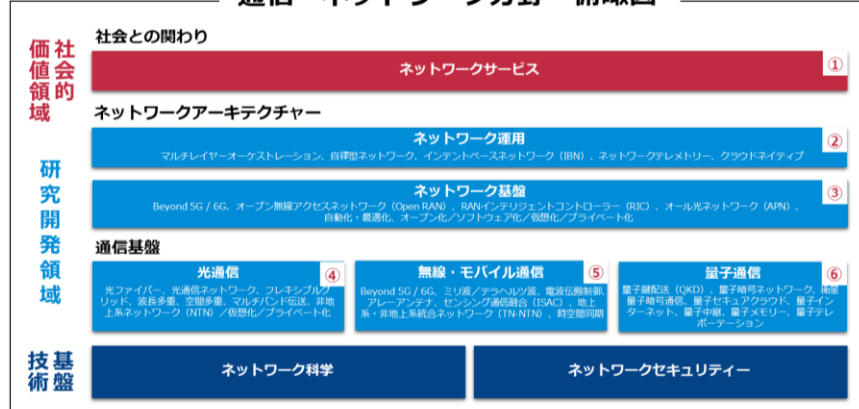 社会的
価値領域
社会との関わり
ネットワークサービス
①
研究開発領域
ネットワークアーキテクチャー
ネットワーク運用
②
マルチレイヤーオーケストレーション、自律型ネットワーク、インテントベースネットワーク（IBN）、ネットワークテレメトリー、クラウドネイティブ
ネットワーク基盤
③
Beyond 5G / 6G、オープン無線アクセスネットワーク（Open RAN）、RANインテリジェントコントローラー（RIC）、オール光ネットワーク（APN）、
自動化・最適化、オープン化／ソフトウェア化／仮想化／プライベート化
通信基盤
光通信
④
光ファイバー、光通信ネットワーク、フレキシブルグ
リッド、波長多重、空間多重、マルチバンド伝送、非地
上系ネットワーク（NTN）／仮想化／プライベート化
無線・モバイル通信
⑤
Beyond 5G / 6G、ミリ波／テラヘルツ波、電波伝搬制御、
アレーアンテナ、センシング通信融合（ISAC）、地上
系・非地上系統合ネットワーク（TN-NTN）、時空間同期
量子通信
⑥
量子鍵配送（QKD）、量子暗号ネットワーク、衛星
量子暗号通信、量子セキュアクラウド、量子イン
ターネット、量子中継、量子メモリー、量子テレ
ポーテーション
基盤
技術
ネットワーク科学
ネットワークセキュリティー